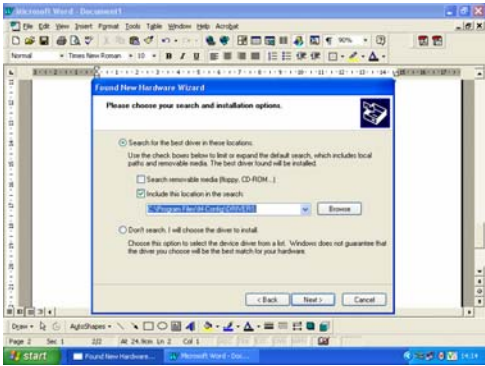 Microsoft Word - Document1
File Edit View Insert Format Tools Table Window Help Acrobat
90%
Normal Times New Roman 10 B I U
Found New Hardware Wizard
Please choose your search and installation options.
Search for the best driver in these locations.
Use the check boxes below to limit or expand the default search, which includes local
paths and removable media. The best driver found will be installed.
Search removable media (floppy, CD-ROM...)
Include this location in the search:
C:\Program Files\M Config\DRIVERS Browse
Don't search. I will choose the driver to install.
Choose this option to select the device driver from a list. Windows does not guarantee that
the driver you choose will be the best match for your hardware.
< Back Next > Cancel
Draw AutoShapes
Page 2 Sec 1 2/2 At 24.9cm Ln 2 Col 1
start Found New Hardware... Microsoft Word - Doc... 14:14